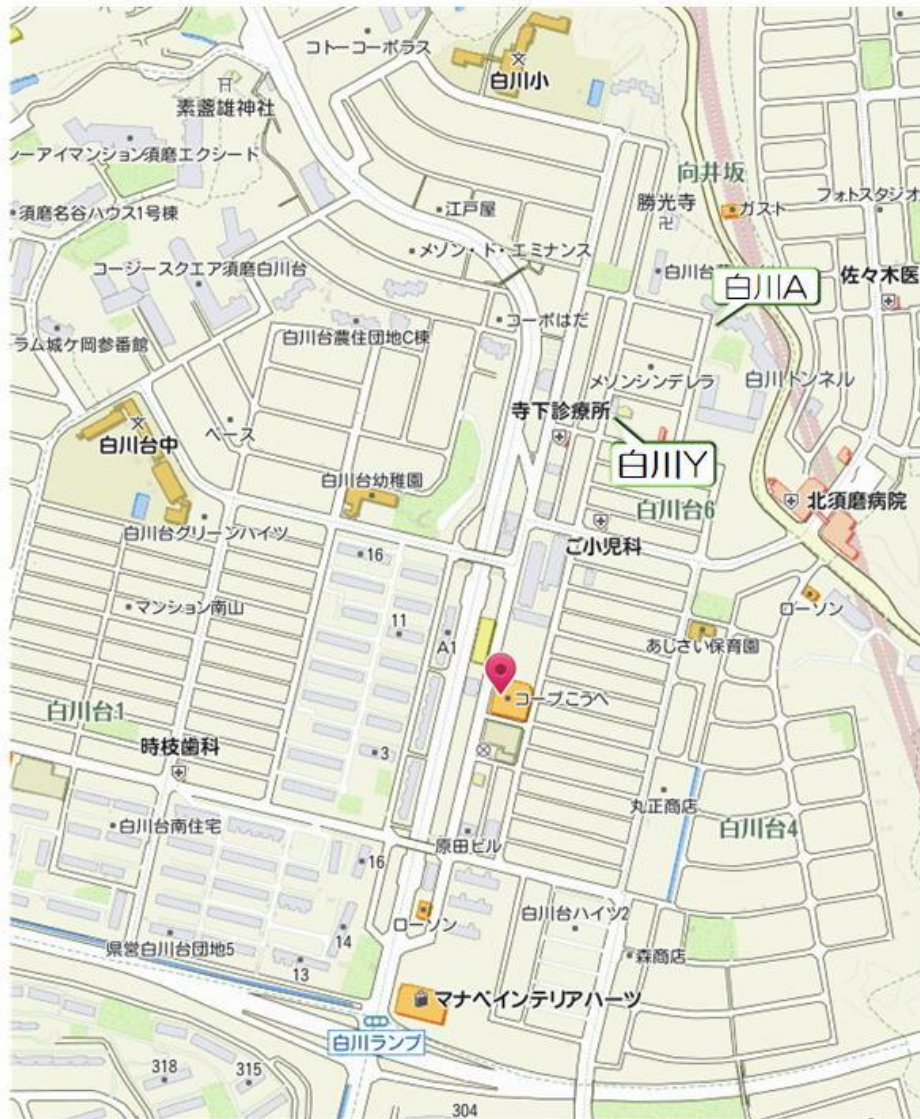 コトーコーポラス
白川小
素盞雄神社
シーアイマンション須磨エクシード
向井坂
フォトスタジオ
須磨名谷ハウス1号棟
江戸屋
勝光寺
ガスト
メゾン・ド・エミナンス
コージースクエア須磨白川台
白川台
白川A
佐々木医
コーポはだ
白川台農住団地C棟
ラム城ケ岡参番館
メゾンシンデレラ
白川トンネル
寺下診療所
白川台中
ベース
白川Y
白川台幼稚園
白川台6
北須磨病院
白川台グリーンハイツ
ご小児科
16
マンション南山
11
ローソン
A1
あじさい保育園
コープこうべ
白川台1
時枝歯科
3
丸正商店
白川台南住宅
白川台4
原田ビル
16
ローソン
白川台ハイツ2
県営白川台団地5
14
13
森商店
マナベインテリアハーツ
白川ランプ
318
315
304